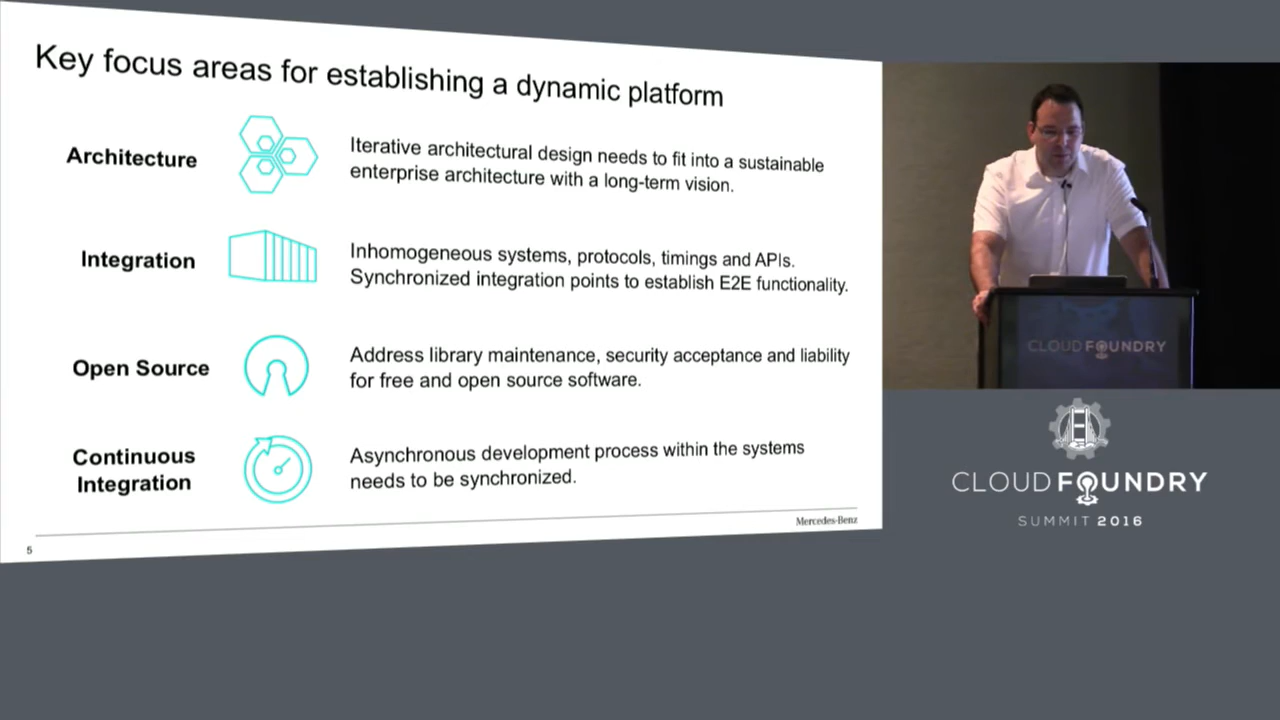 Key focus areas for establishing a dynamic platform
Architecture
Iterative architectural design needs to fit into a sustainable
enterprise architecture with a long-term vision.
Integration
Inhomogeneous systems, protocols, timings and APIs.
Synchronized integration points to establish E2E functionality.
Open Source
Address library maintenance, security acceptance and liability
for free and open source software.
Continuous
Integration
Asynchronous development process within the systems
needs to be synchronized.
Mercedes-Benz
5
CLOUD FOUNDRY
CLOUD FOUNDRY
SUMMIT 2016